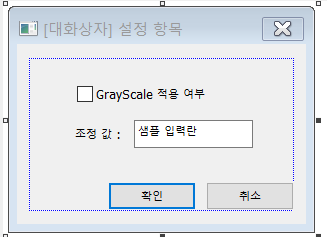 [대화상자] 설정 항목
GrayScale 적용 여부
조정 값 : 샘플 입력란
확인 취소